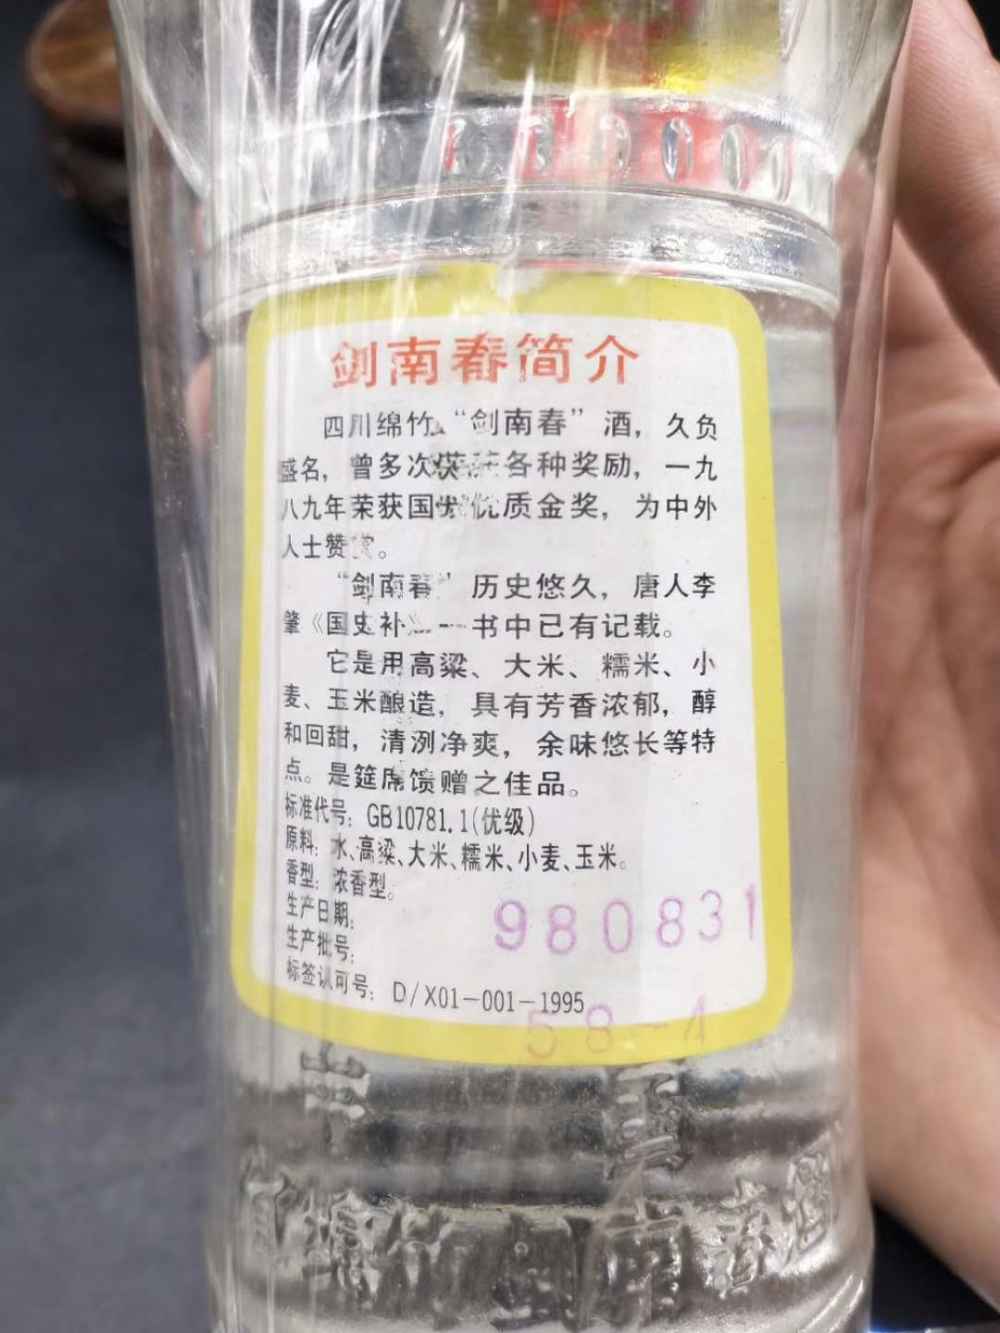 剑南春简介
四川绵竹“剑南春”酒，久负
盛名，曾多次获各种奖励，一九
八九年荣获国优质金奖，为中外
人士赞赏。
“剑南春”历史悠久，唐人李
肇《国史补》一书中已有记载。
它是用高粱、大米、糯米、小
麦、玉米酿造，具有芳香浓郁，醇
和回甜，清洌净爽，余味悠长等特
点。是筵席馈赠之佳品。
标准代号：GB10781.1(优级)
原料：水、高粱、大米、糯米、小麦、玉米。
香型：浓香型。
生产日期：980831
生产批号：
标签认可号：D/X01-001-1995
58-4
绵竹剑南春酒